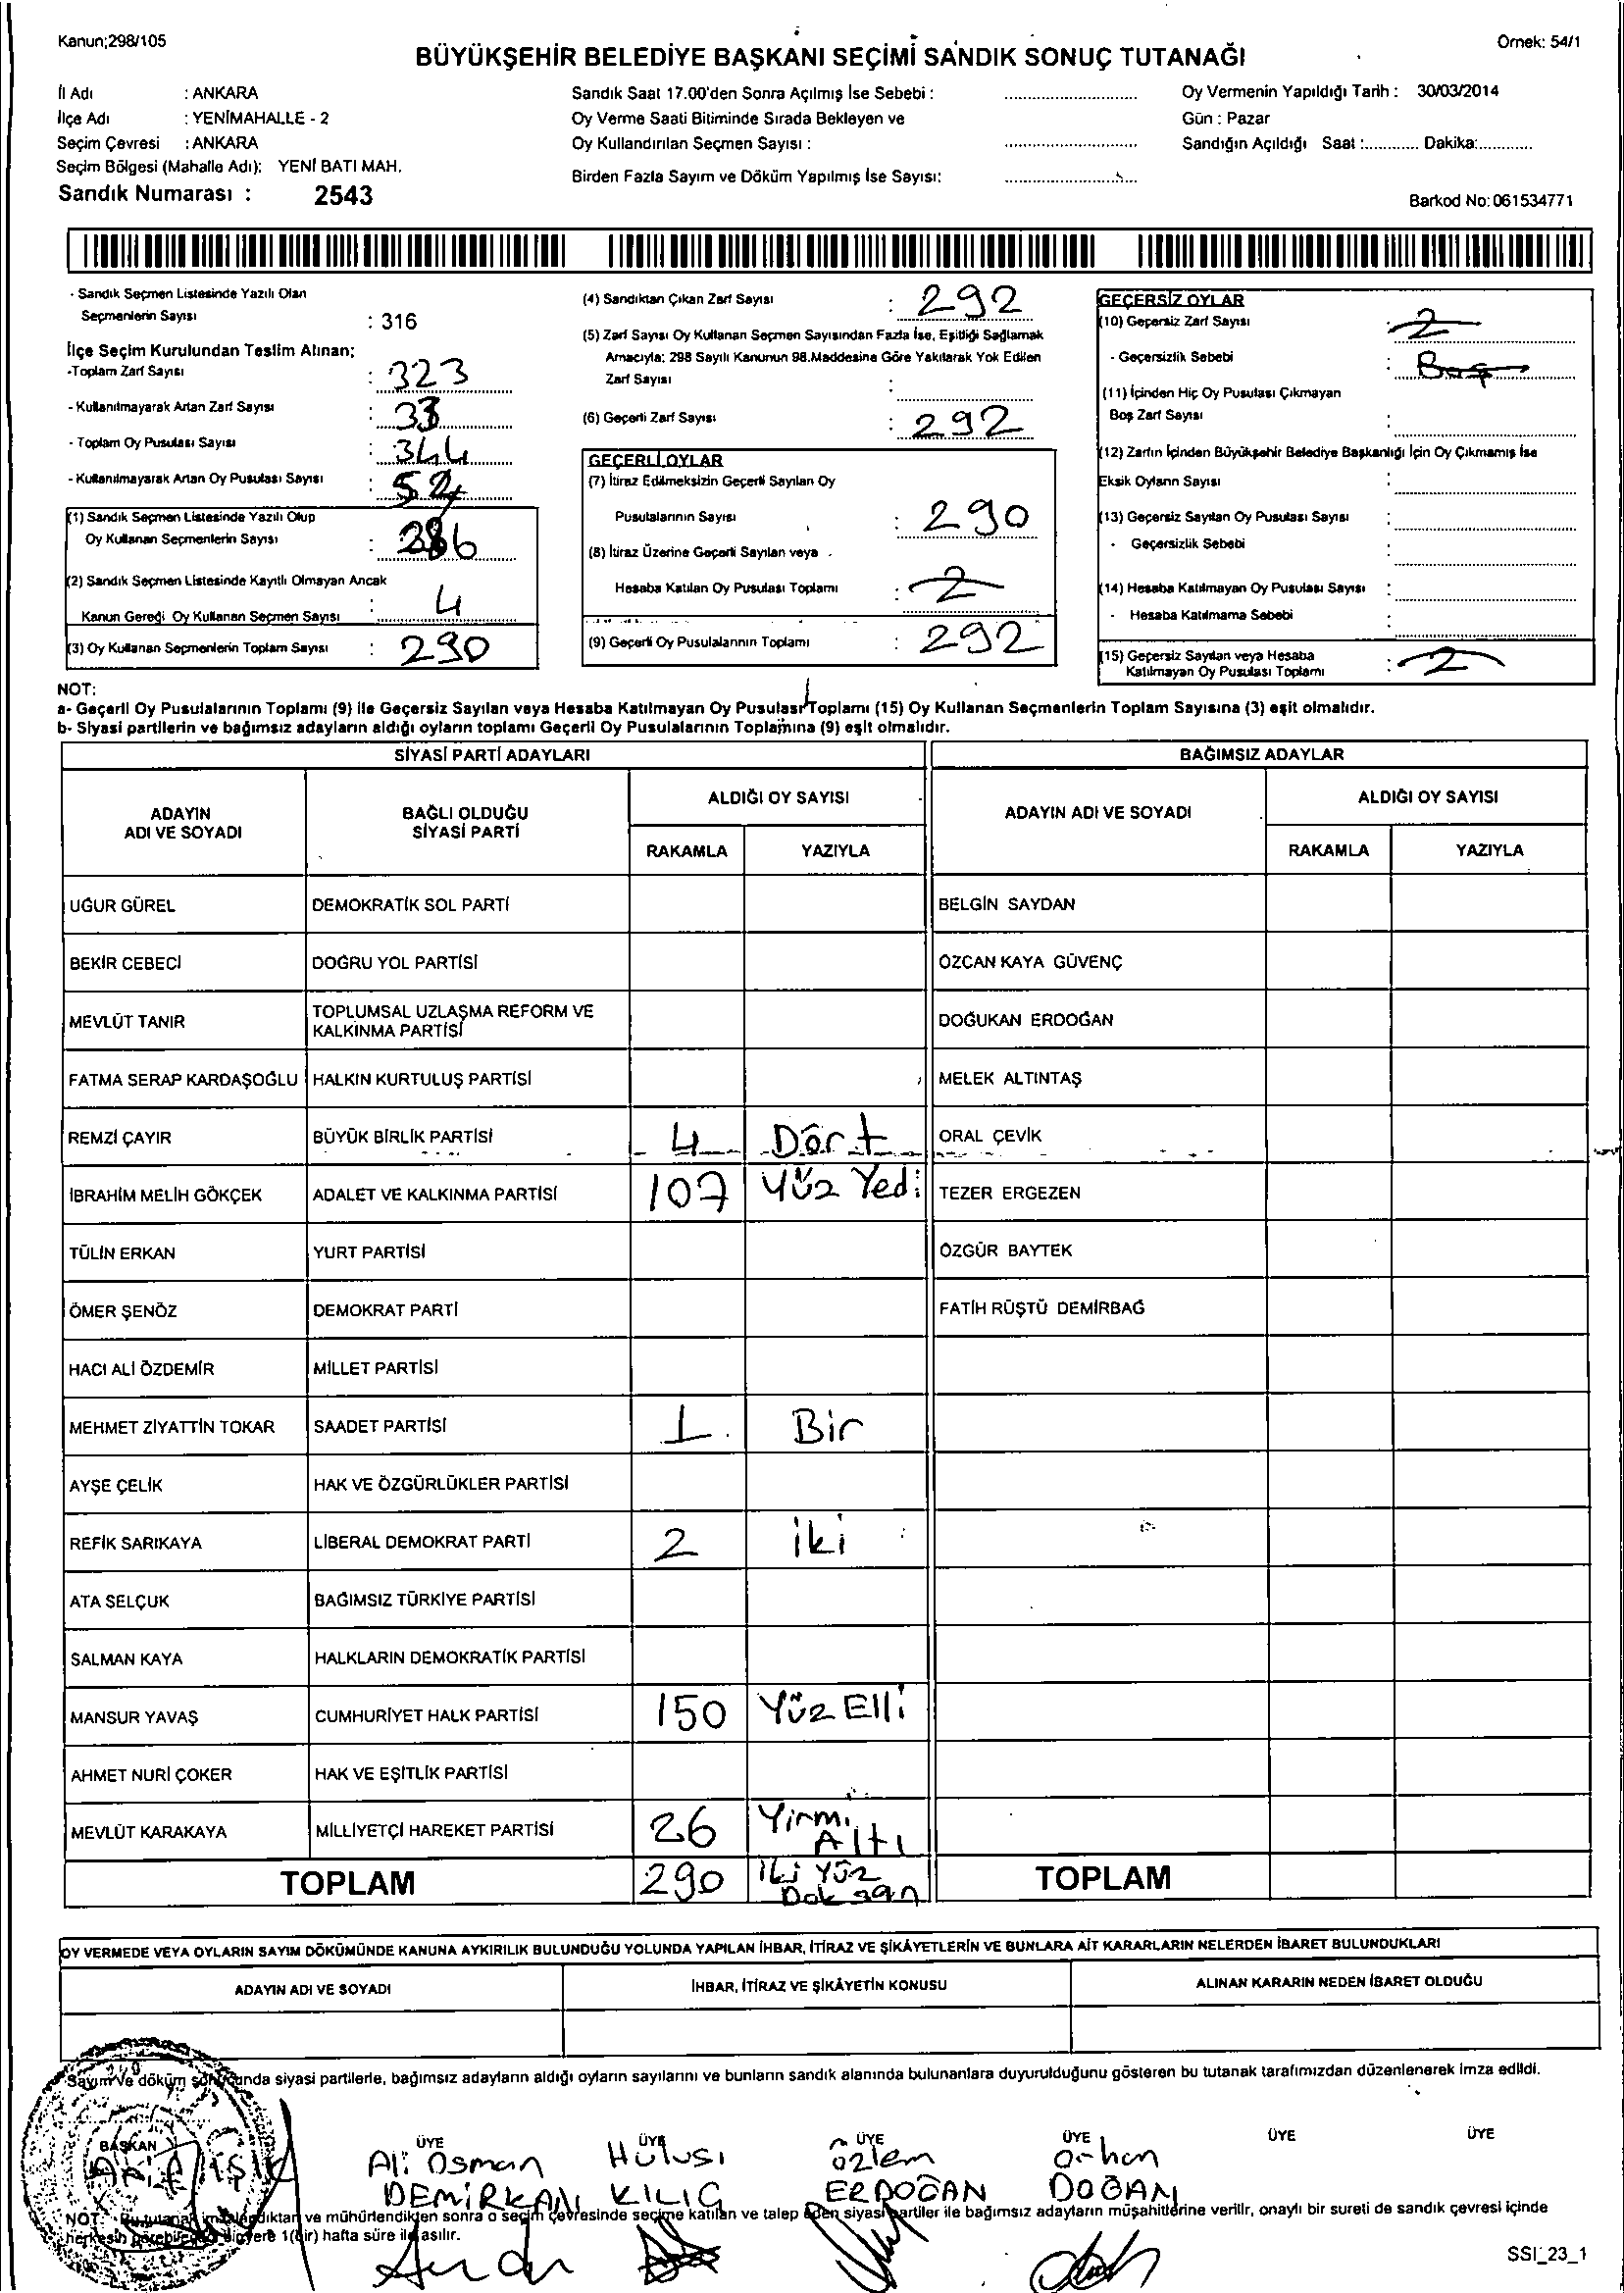 Kanun;298/105
Örnek: 54/1
BÜYÜKŞEHİR BELEDİYE BAŞKANI SEÇİMİ SANDIK SONUÇ TUTANAĞI
İl Adı : ANKARA
İlçe Adı : YENİMAHALLE - 2
Seçim Çevresi : ANKARA
Seçim Bölgesi (Mahalle Adı): YENİ BATI MAH.
Sandık Numarası : 2543
Sandık Saat 17.00'den Sonra Açılmış İse Sebebi :
Oy Verme Saati Bitiminde Sırada Bekleyen ve
Oy Kullandırılan Seçmen Sayısı :
Birden Fazla Sayım ve Döküm Yapılmış İse Sayısı:
Oy Vermenin Yapıldığı Tarih : 30/03/2014
Gün : Pazar
Sandığın Açıldığı Saat :............ Dakika:............
Barkod No: 061534771
- Sandık Seçmen Listesinde Yazılı Olan
Seçmenlerin Sayısı : 316
İlçe Seçim Kurulundan Teslim Alınan;
-Toplam Zarf Sayısı : 323
- Kullanılmayarak Artan Zarf Sayısı : 33
- Toplam Oy Pusulası Sayısı : 344
- Kullanılmayarak Artan Oy Pusulası Sayısı : 54
(1) Sandık Seçmen Listesinde Yazılı Olup
Oy Kullanan Seçmenlerin Sayısı : 286
(2) Sandık Seçmen Listesinde Kayıtlı Olmayan Ancak
Kanun Gereği Oy Kullanan Seçmen Sayısı : 4
(3) Oy Kullanan Seçmenlerin Toplam Sayısı : 290
(4) Sandıktan Çıkan Zarf Sayısı : 292
(5) Zarf Sayısı Oy Kullanan Seçmen Sayısından Fazla İse, Eşitliği Sağlamak
Amacıyla; 298 Sayılı Kanunun 98.Maddesine Göre Yakılarak Yok Edilen
Zarf Sayısı :
(6) Geçerli Zarf Sayısı : 292
GEÇERLİ OYLAR
(7) İtiraz Edilmeksizin Geçerli Sayılan Oy
Pusulalarının Sayısı : 290
(8) İtiraz Üzerine Geçerli Sayılan veya
Hesaba Katılan Oy Pusulası Toplamı : 2
(9) Geçerli Oy Pusulalarının Toplamı : 292
GEÇERSİZ OYLAR
(10) Geçersiz Zarf Sayısı : 2
- Geçersizlik Sebebi : Boş
(11) İçinden Hiç Oy Pusulası Çıkmayan
Boş Zarf Sayısı :
(12) Zarfın İçinden Büyükşehir Belediye Başkanlığı İçin Oy Çıkmamış İse
Eksik Oyların Sayısı :
(13) Geçersiz Sayılan Oy Pusulası Sayısı :
- Geçersizlik Sebebi :
(14) Hesaba Katılmayan Oy Pusulası Sayısı :
- Hesaba Katılmama Sebebi :
(15) Geçersiz Sayılan veya Hesaba
Katılmayan Oy Pusulası Toplamı : 2
NOT:
a- Geçerli Oy Pusulalarının Toplamı (9) ile Geçersiz Sayılan veya Hesaba Katılmayan Oy Pusulası Toplamı (15) Oy Kullanan Seçmenlerin Toplam Sayısına (3) eşit olmalıdır.
b- Siyasi partilerin ve bağımsız adayların aldığı oyların toplamı Geçerli Oy Pusulalarının Toplamına (9) eşit olmalıdır.
SİYASİ PARTİ ADAYLARI
BAĞIMSIZ ADAYLAR
ADAYIN ADI VE SOYADI
BAĞLI OLDUĞU SİYASİ PARTİ
ALDIĞI OY SAYISI
RAKAMLA YAZIYLA
ADAYIN ADI VE SOYADI
ALDIĞI OY SAYISI
RAKAMLA YAZIYLA
UĞUR GÜREL DEMOKRATİK SOL PARTİ BELGİN SAYDAN
BEKİR CEBECİ DOĞRU YOL PARTİSİ ÖZCAN KAYA GÜVENÇ
MEVLÜT TANIR TOPLUMSAL UZLAŞMA REFORM VE KALKINMA PARTİSİ DOĞUKAN ERDOĞAN
FATMA SERAP KARDAŞOĞLU HALKIN KURTULUŞ PARTİSİ MELEK ALTINTAŞ
REMZİ ÇAYIR BÜYÜK BİRLİK PARTİSİ 4 Dört ORAL ÇEVİK
İBRAHİM MELİH GÖKÇEK ADALET VE KALKINMA PARTİSİ 107 Yüz Yedi TEZER ERGEZEN
TÜLİN ERKAN YURT PARTİSİ ÖZGÜR BAYTEK
ÖMER ŞENÖZ DEMOKRAT PARTİ FATİH RÜŞTÜ DEMİRBAĞ
HACI ALİ ÖZDEMİR MİLLET PARTİSİ
MEHMET ZİYATTİN TOKAR SAADET PARTİSİ 1 Bir
AYŞE ÇELİK HAK VE ÖZGÜRLÜKLER PARTİSİ
REFİK SARIKAYA LİBERAL DEMOKRAT PARTİ 2 iki
ATA SELÇUK BAĞIMSIZ TÜRKİYE PARTİSİ
SALMAN KAYA HALKLARIN DEMOKRATİK PARTİSİ
MANSUR YAVAŞ CUMHURİYET HALK PARTİSİ 150 Yüz Elli
AHMET NURİ ÇOKER HAK VE EŞİTLİK PARTİSİ
MEVLÜT KARAKAYA MİLLİYETÇİ HAREKET PARTİSİ 26 Yirmi Altı
TOPLAM 290 iki Yüz Doksan TOPLAM
OY VERMEDE VEYA OYLARIN SAYIM DÖKÜMÜNDE KANUNA AYKIRILIK BULUNDUĞU YOLUNDA YAPILAN İHBAR, İTİRAZ VE ŞİKÂYETLERİN VE BUNLARA AİT KARARLARIN NELERDEN İBARET BULUNDUKLARI
ADAYIN ADI VE SOYADI
İHBAR, İTİRAZ VE ŞİKÂYETİN KONUSU
ALINAN KARARIN NEDEN İBARET OLDUĞU
Sayım ve döküm sonucunda siyasi partilerle, bağımsız adayların aldığı oyların sayılarını ve bunların sandık alanında bulunanlara duyurulduğunu gösteren bu tutanak tarafımızdan düzenlenerek imza edildi.
BAŞKAN ÜYE ÜYE ÜYE ÜYE ÜYE ÜYE
Ali Osman Hulusi özlem orhan
DEMİRKAN KILIÇ ERDOĞAN DOĞAN
NOT: Bu tutanak imzalandıktan ve mühürlendikten sonra o seçim çevresinde seçime katılan ve talep eden siyasi partiler ile bağımsız adayların müşahitlerine verilir, onaylı bir sureti de sandık çevresi içinde
herkesin görebileceği bir yere 1(bir) hafta süre ile asılır.
SSİ_23_1